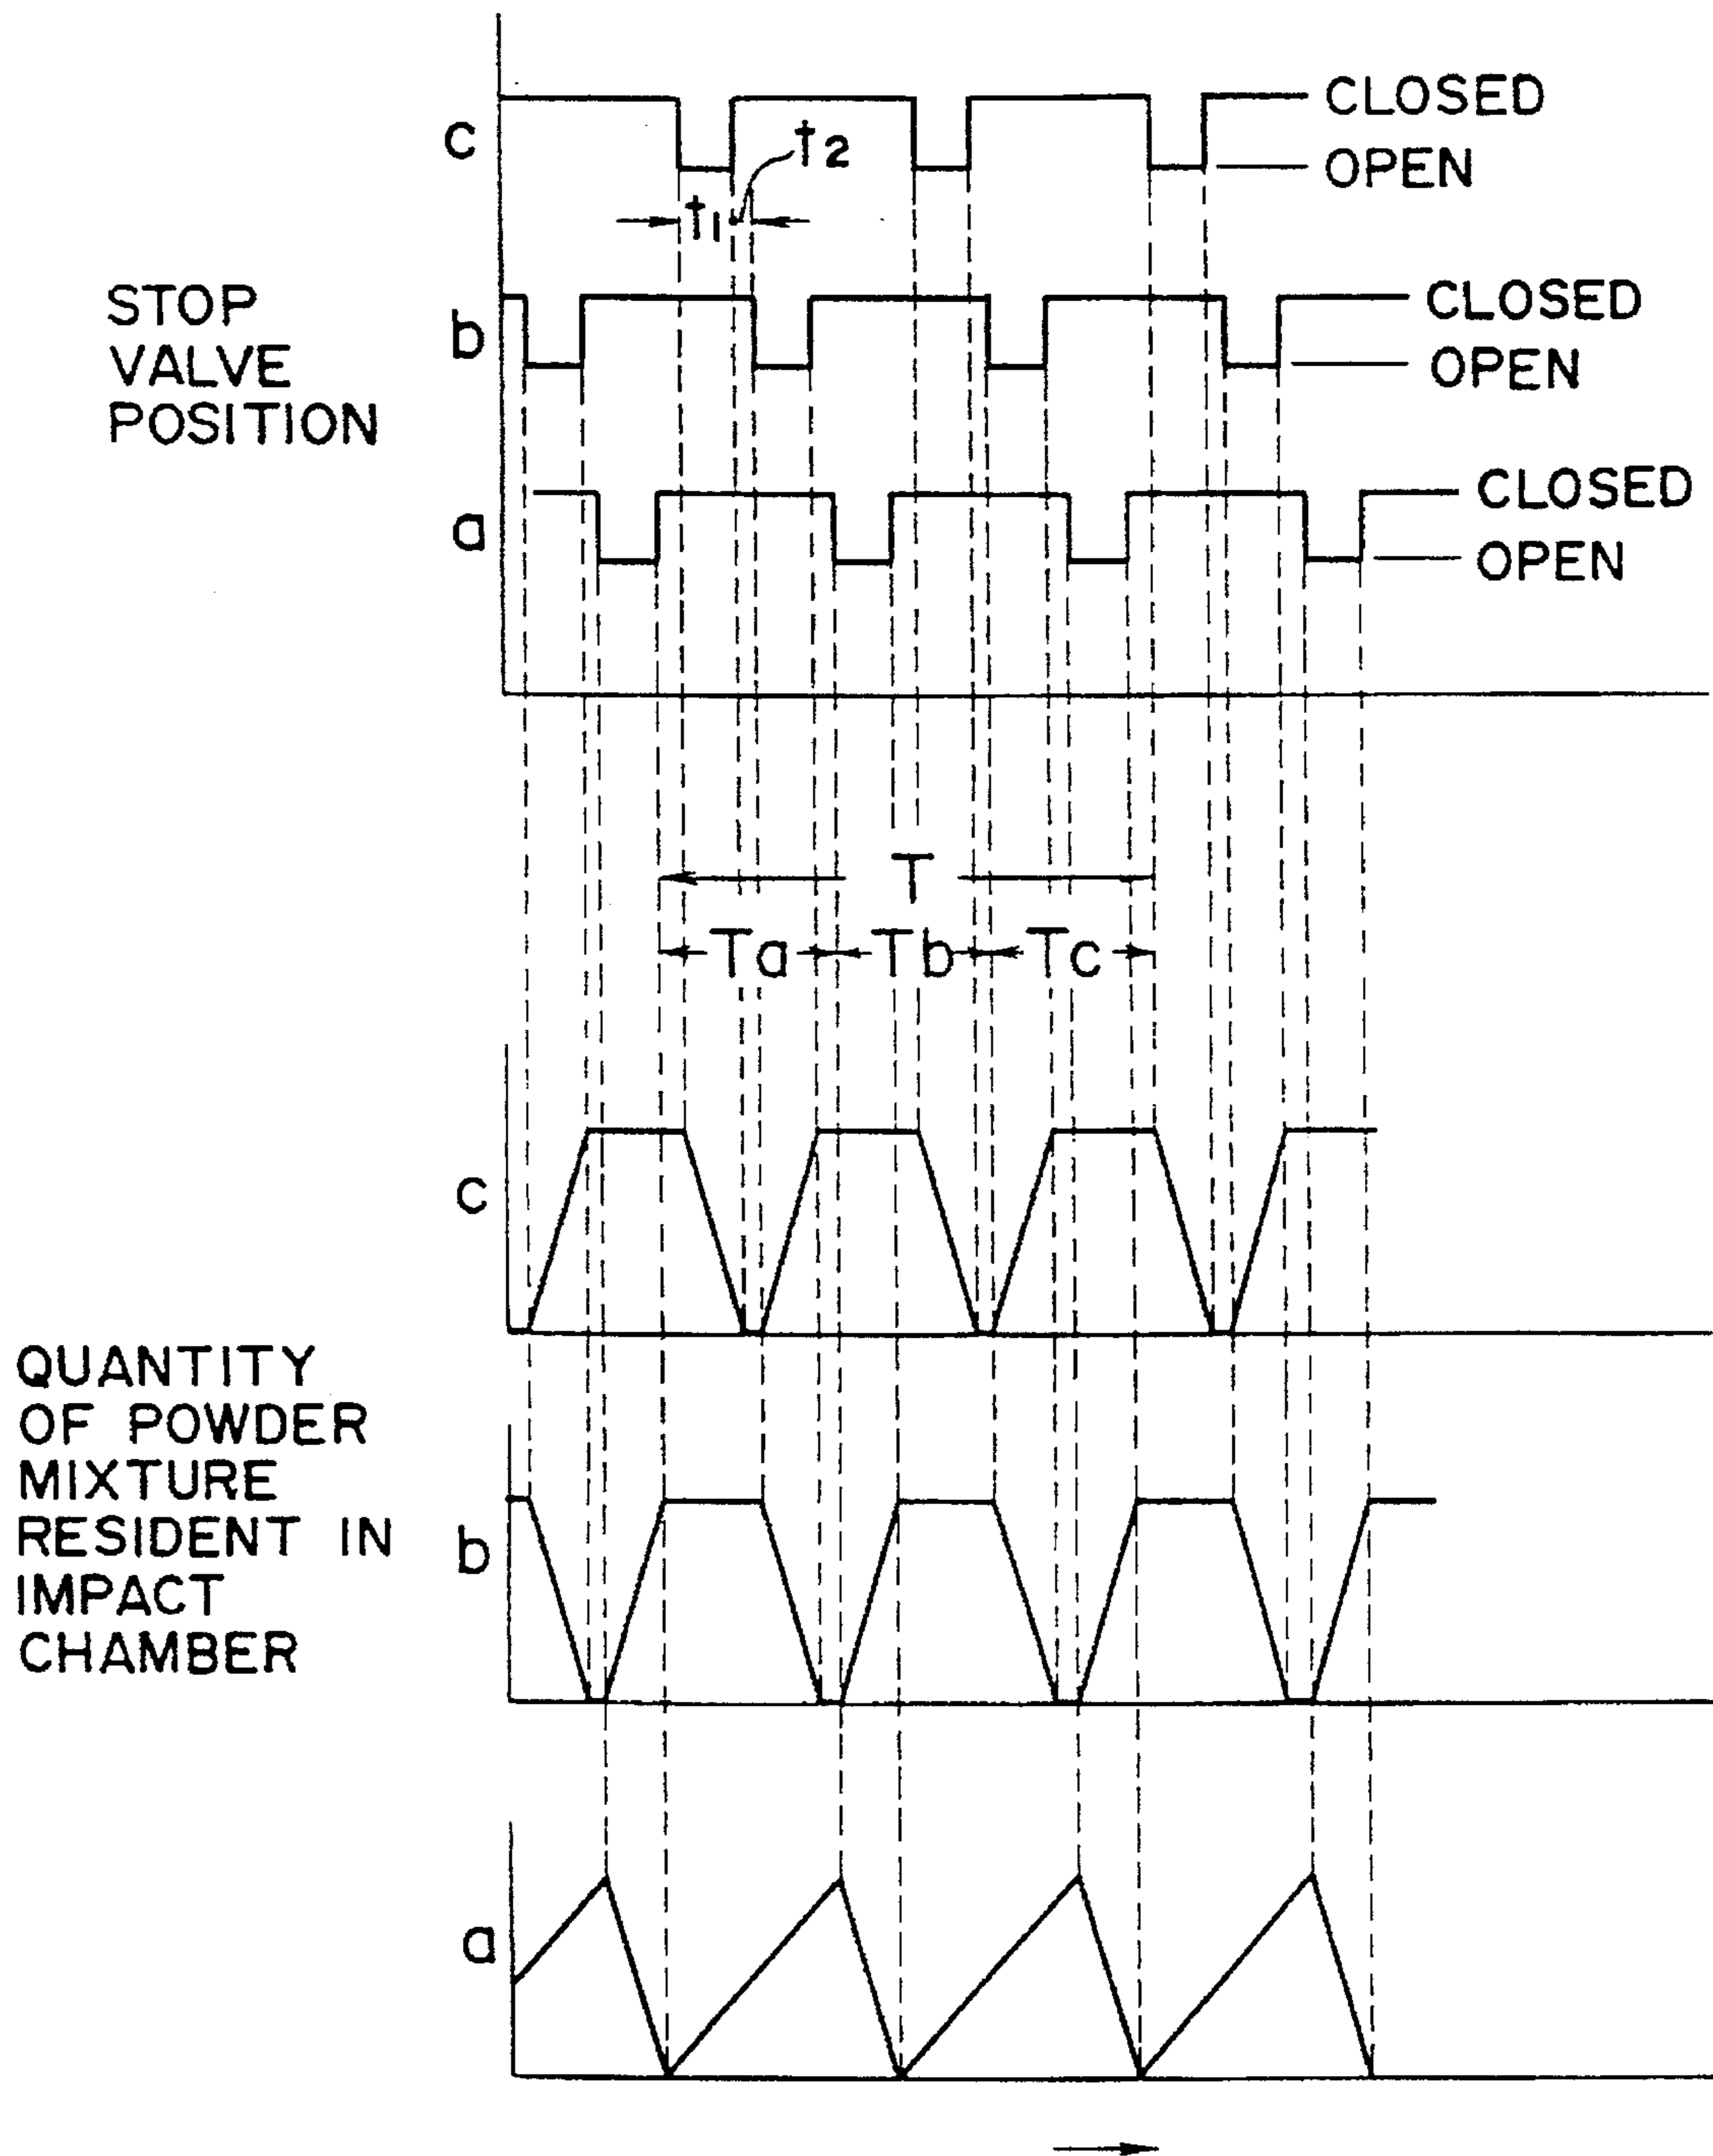 c
CLOSED
OPEN
t2
t1
STOP
VALVE
POSITION
b
CLOSED
OPEN
a
CLOSED
OPEN
T
Ta
Tb
Tc
c
QUANTITY
OF POWDER
MIXTURE
RESIDENT IN
IMPACT
CHAMBER
b
a